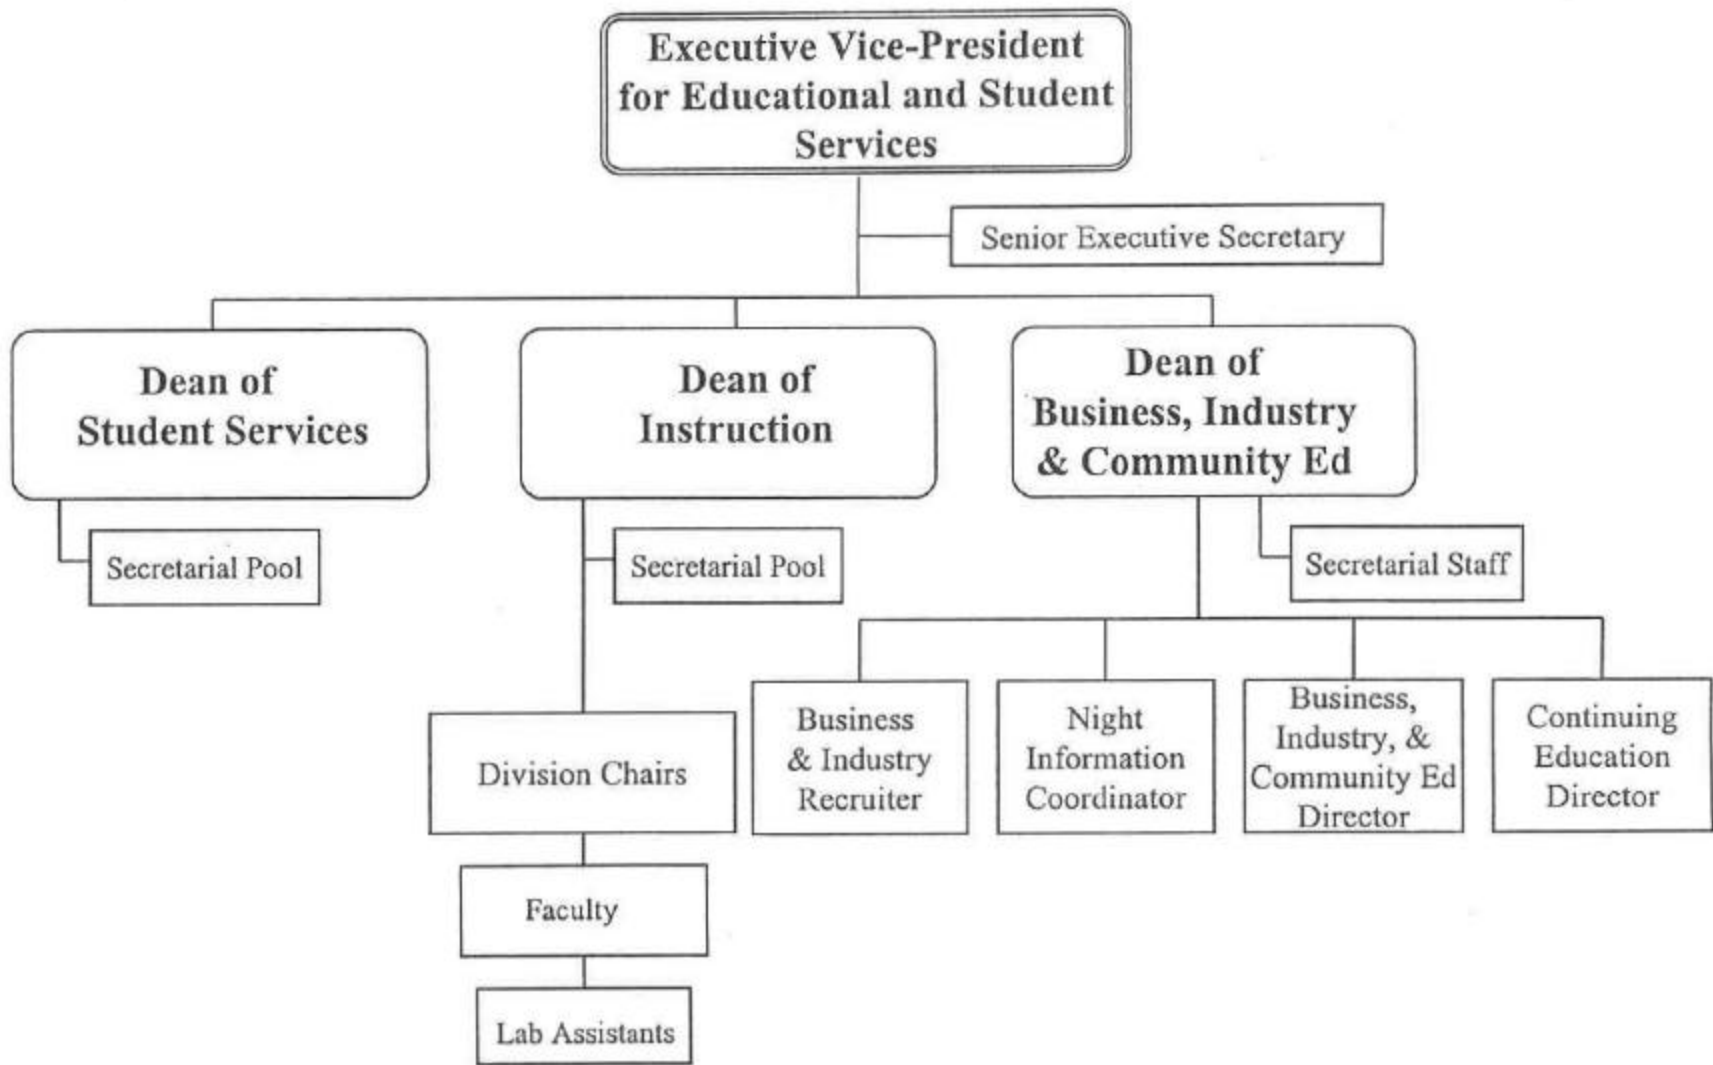 Executive Vice-President
for Educational and Student
Services
Senior Executive Secretary
Dean of
Student Services
Dean of
Instruction
Dean of
Business, Industry
& Community Ed
Secretarial Pool
Secretarial Pool
Secretarial Staff
Division Chairs
Business
& Industry
Recruiter
Night
Information
Coordinator
Business,
Industry, &
Community Ed
Director
Continuing
Education
Director
Faculty
Lab Assistants